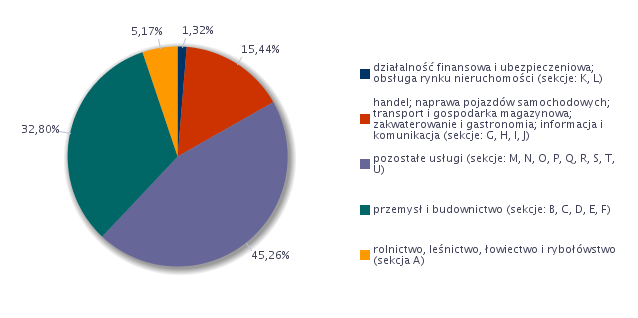 5,17%
1,32%
15,44%
32,80%
45,26%
działalność finansowa i ubezpieczeniowa;
obsługa rynku nieruchomości (sekcje: K, L)
handel; naprawa pojazdów samochodowych;
transport i gospodarka magazynowa;
zakwaterowanie i gastronomia; informacja i
komunikacja (sekcje: G, H, I, J)
pozostałe usługi (sekcje: M, N, O, P, Q, R, S, T,
U)
przemysł i budownictwo (sekcje: B, C, D, E, F)
rolnictwo, leśnictwo, łowiectwo i rybołówstwo
(sekcja A)